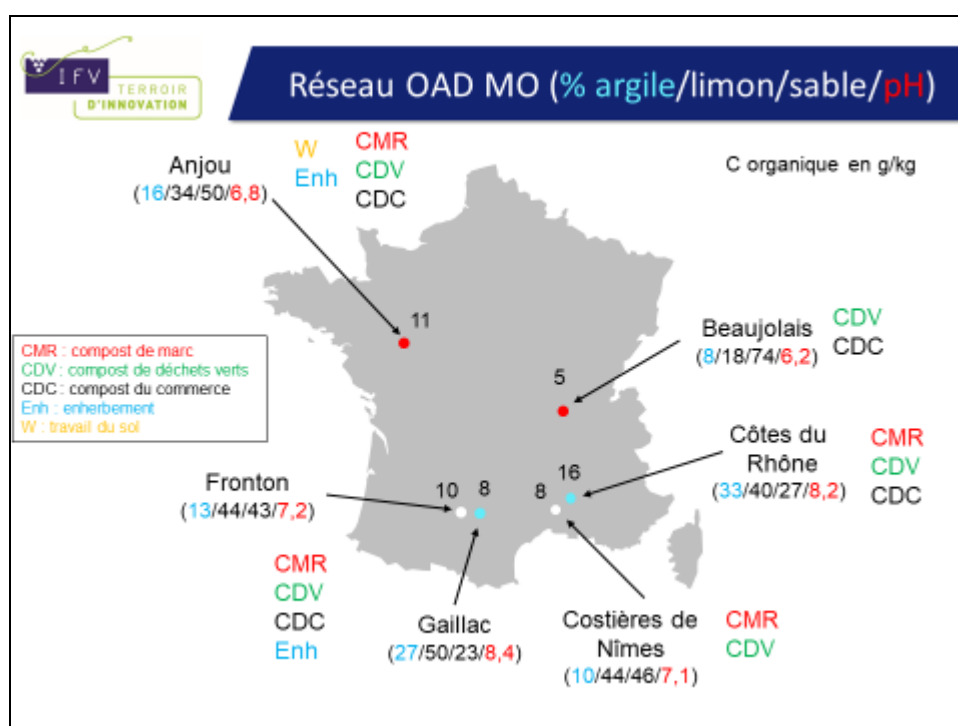 IFV
TERROIR
D'INNOVATION
Réseau OAD MO (% argile/limon/sable/pH)
Anjou
(16/34/50/6,8)
W
Enh
CMR
CDV
CDC
C organique en g/kg
11
CMR : compost de marc
CDV : compost de déchets verts
CDC : compost du commerce
Enh : enherbement
W : travail du sol
Beaujolais
(8/18/74/6,2)
CDV
CDC
5
Côtes du
Rhône
(33/40/27/8,2)
CMR
CDV
CDC
16
Fronton
(13/44/43/7,2)
10
8
8
CMR
CDV
CDC
Enh
Gaillac
(27/50/23/8,4)
Costières de
Nîmes
(10/44/46/7,1)
CMR
CDV